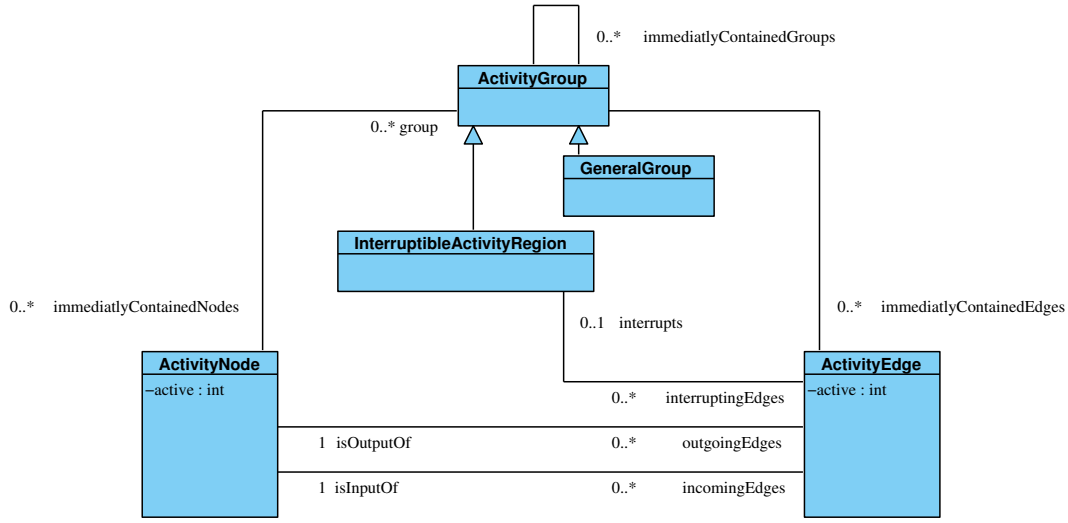 0..* immediatlyContainedGroups
ActivityGroup
0..* group
GeneralGroup
InterruptibleActivityRegion
0..* immediatlyContainedNodes
0..1 interrupts
0..* immediatlyContainedEdges
ActivityNode
−active : int
ActivityEdge
−active : int
0..* interruptingEdges
1 isOutputOf
0..* outgoingEdges
1 isInputOf
0..* incomingEdges